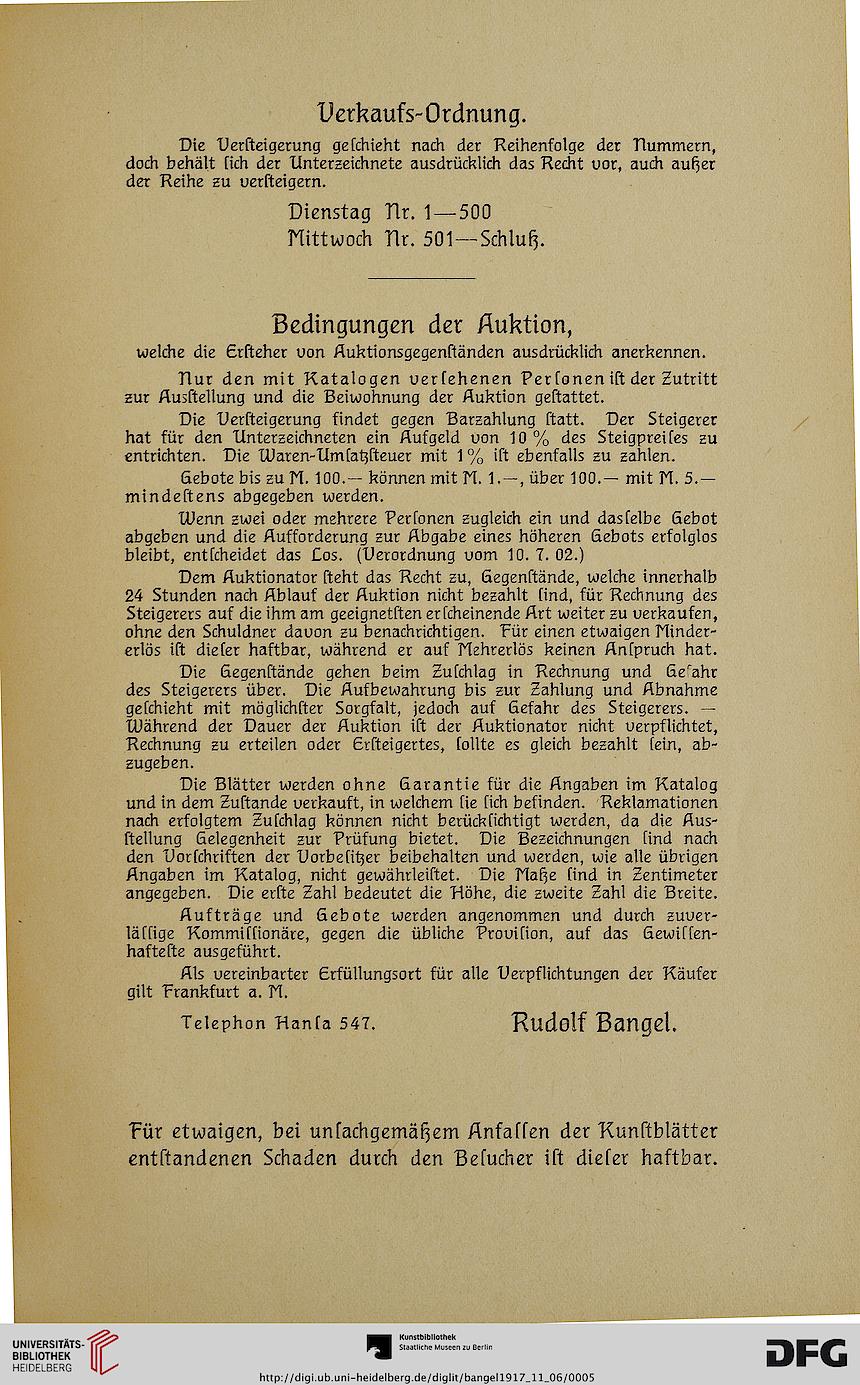 Verkaufs-Ordnung.
Die Verſteigerung geſchieht nach der Reihenfolge der Nummern,
doch behält ſich der Unterzeichnete ausdrücklich das Recht vor, auch außer
der Reihe zu verſteigern.
Dienstag Nr. 1—500
Mittwoch Nr. 501—Schluß.
Bedingungen der Auktion,
welche die Erſteher von Auktionsgegenſtänden ausdrücklich anerkennen.
Nur den mit Katalogen verſehenen Perſonen iſt der Zutritt
zur Ausſtellung und die Beiwohnung der Auktion geſtattet.
Die Verſteigerung findet gegen Barzahlung ſtatt. Der Steigerer
hat für den Unterzeichneten ein Aufgeld von 10 % des Steigpreiſes zu
entrichten. Die Waren-Umſatzſteuer mit 1% iſt ebenfalls zu zahlen.
Gebote bis zu M. 100.— können mit M. 1.—, über 100.— mit M. 5.—
mindeſtens abgegeben werden.
Wenn zwei oder mehrere Perſonen zugleich ein und dasſelbe Gebot
abgeben und die Aufforderung zur Abgabe eines höheren Gebots erfolglos
bleibt, entſcheidet das Los. (Verordnung vom 10. 7. 02.)
Dem Auktionator ſteht das Recht zu, Gegenſtände, welche innerhalb
24 Stunden nach Ablauf der Auktion nicht bezahlt ſind, für Rechnung des
Steigerers auf die ihm am geeignetſten erſcheinende Art weiter zu verkaufen,
ohne den Schuldner davon zu benachrichtigen. Für einen etwaigen Minder-
erlös iſt dieſer haftbar, während er auf Mehrerlös keinen Anſpruch hat.
Die Gegenſtände gehen beim Zuſchlag in Rechnung und Gefahr
des Steigerers über. Die Aufbewahrung bis zur Zahlung und Abnahme
geſchieht mit möglichſter Sorgfalt, jedoch auf Gefahr des Steigerers. —
Während der Dauer der Auktion iſt der Auktionator nicht verpflichtet,
Rechnung zu erteilen oder Erſteigertes, ſollte es gleich bezahlt ſein, ab-
zugeben.
Die Blätter werden ohne Garantie für die Angaben im Katalog
und in dem Zuſtande verkauft, in welchem ſie ſich befinden. Reklamationen
nach erfolgtem Zuſchlag können nicht berückſichtigt werden, da die Aus-
ſtellung Gelegenheit zur Prüfung bietet. Die Bezeichnungen ſind nach
den Vorſchriften der Vorbeſitzer beibehalten und werden, wie alle übrigen
Angaben im Katalog, nicht gewährleiſtet. Die Maße ſind in Zentimeter
angegeben. Die erſte Zahl bedeutet die Höhe, die zweite Zahl die Breite.
Aufträge und Gebote werden angenommen und durch zuver-
läſſige Kommiſſionäre, gegen die übliche Proviſion, auf das Gewiſſen-
hafteſte ausgeführt.
Als vereinbarter Erfüllungsort für alle Verpflichtungen der Käufer
gilt Frankfurt a. M.
Telephon Hanſa 547. Rudolf Bangel.
Für etwaigen, bei unſachgemäßem Anfaſſen der Kunſtblätter
entſtandenen Schaden durch den Beſucher iſt dieſer haftbar.
UNIVERSITÄTS-
BIBLIOTHEK
HEIDELBERG
Kunstbibliothek
Staatliche Museen zu Berlin
DFG
http://digi.ub.uni-heidelberg.de/diglit/bangel1917_11_06/0005